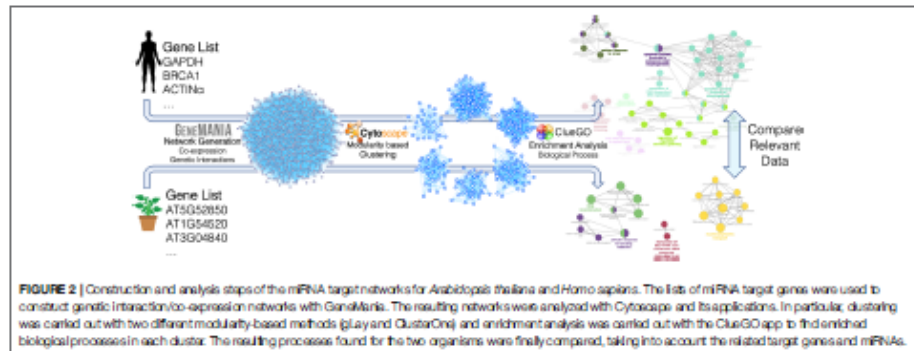 Gene List
GAPDH
BRCA1
ACTINα
...
GENEMANIA
Network Generation
Co-expression
Genetic Interactions
Cytoscape
Modularity based
Clustering
ClueGO
Enrichment Analysis
Biological Process
Compare
Relevant
Data
Gene List
AT5G52850
AT1G54520
AT3G04840
...
FIGURE 2 | Construction and analysis steps of the miRNA target networks for Arabidopsis thaliana and Homo sapiens. The lists of miRNA target genes were used to
construct genetic interaction/co-expression networks with GeneMania. The resulting networks were analyzed with Cytoscape and its applications. In particular, clustering
was carried out with two different modularity-based methods (gLay and ClusterOne) and enrichment analysis was carried out with the ClueGO app to find enriched
biological processes in each cluster. The resulting processes found for the two organisms were finally compared, taking into account the related target genes and miRNAs.